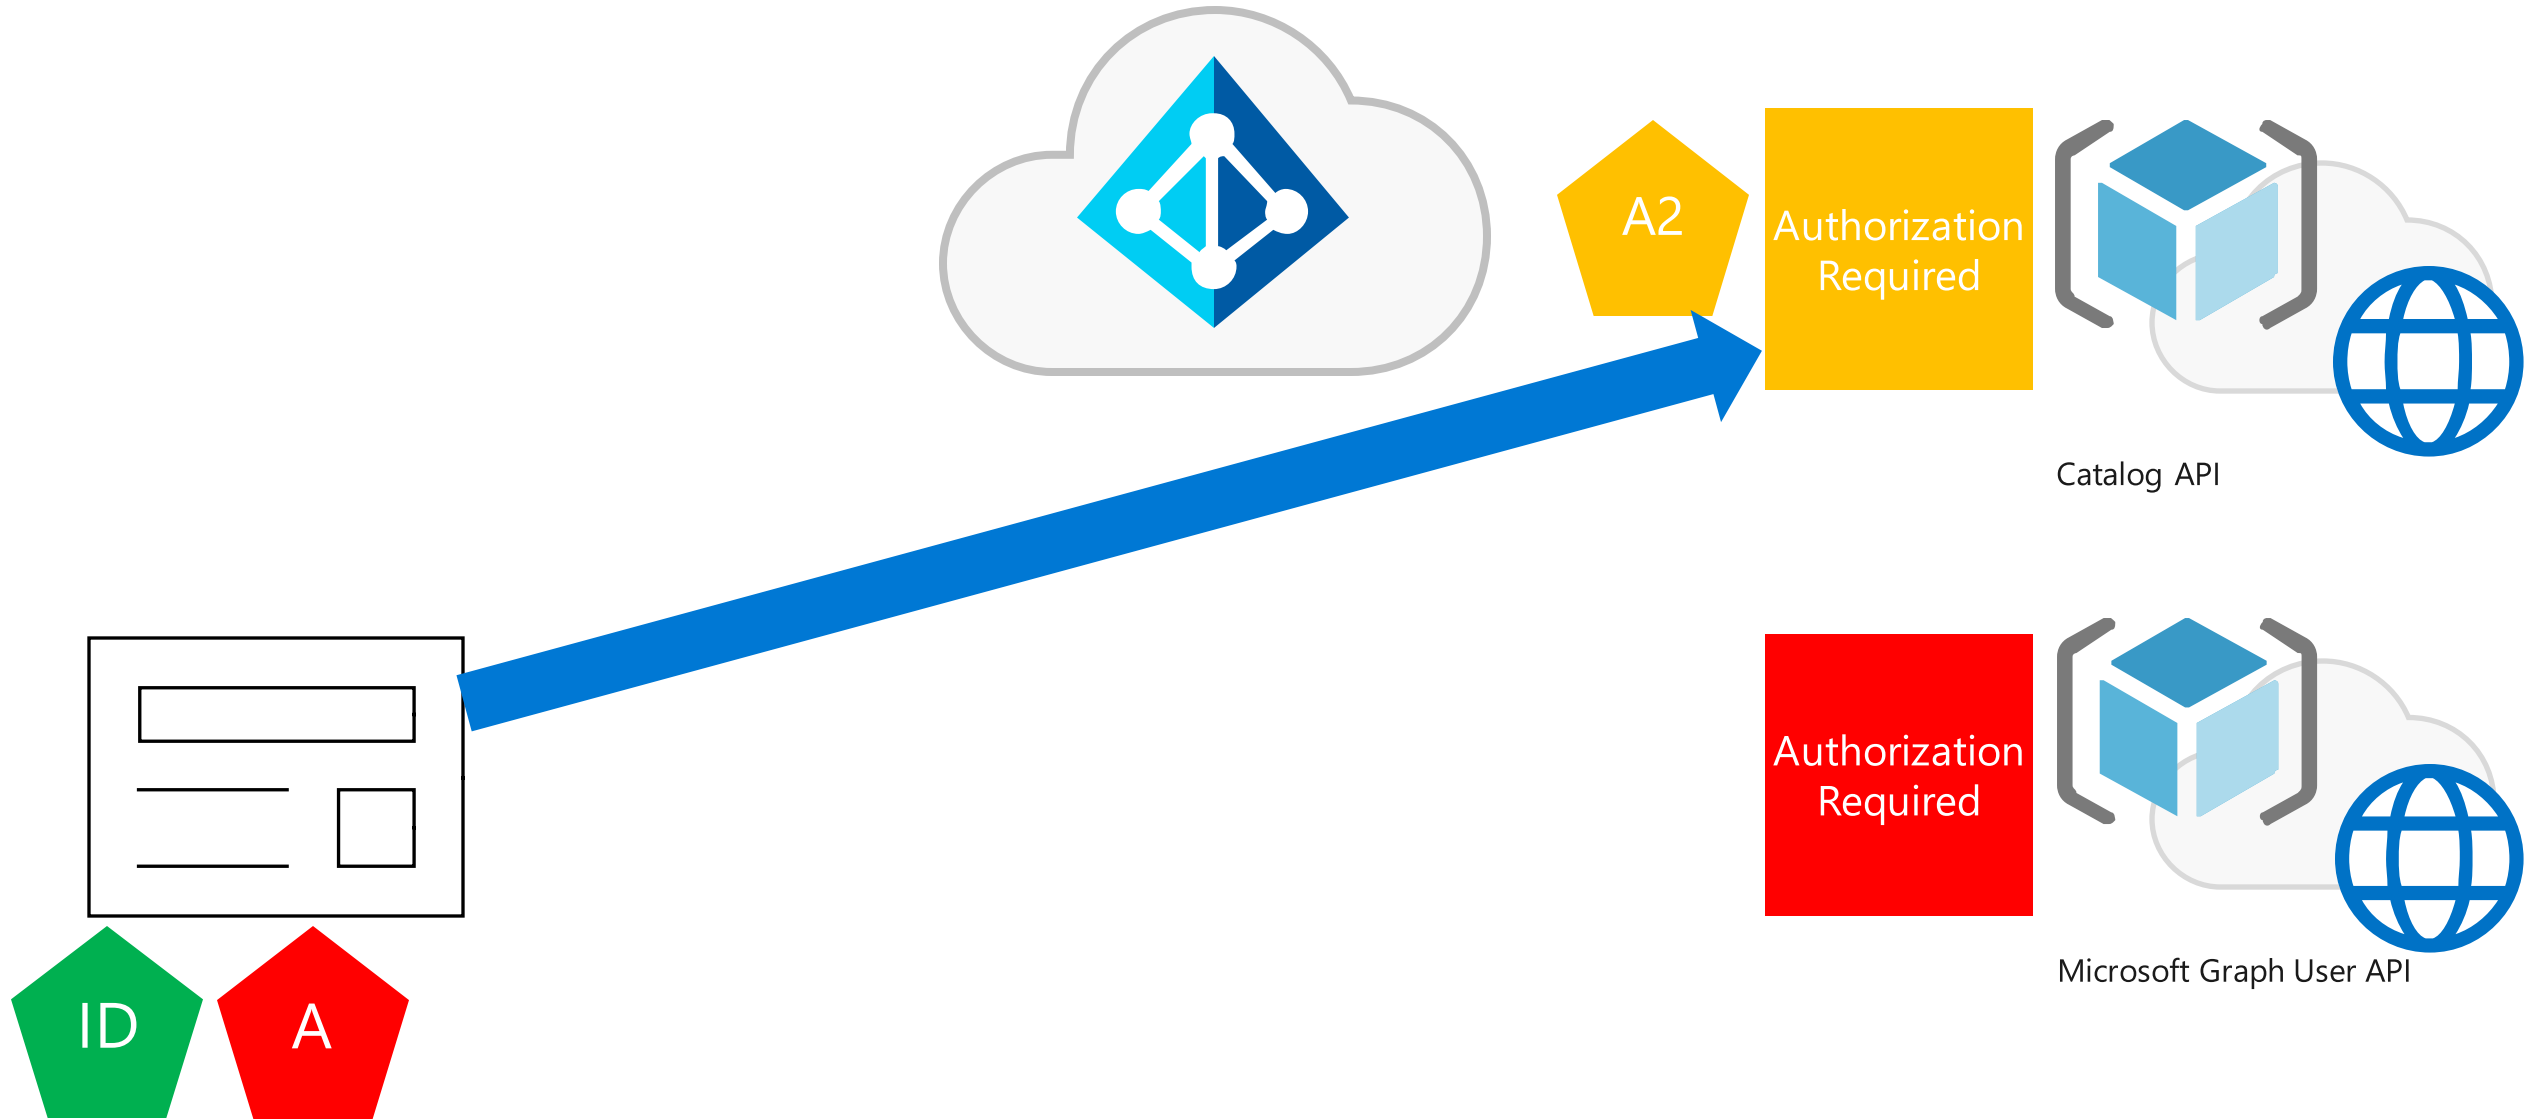 A2
Authorization
Required
Catalog API
Authorization
Required
Microsoft Graph User API
ID
A